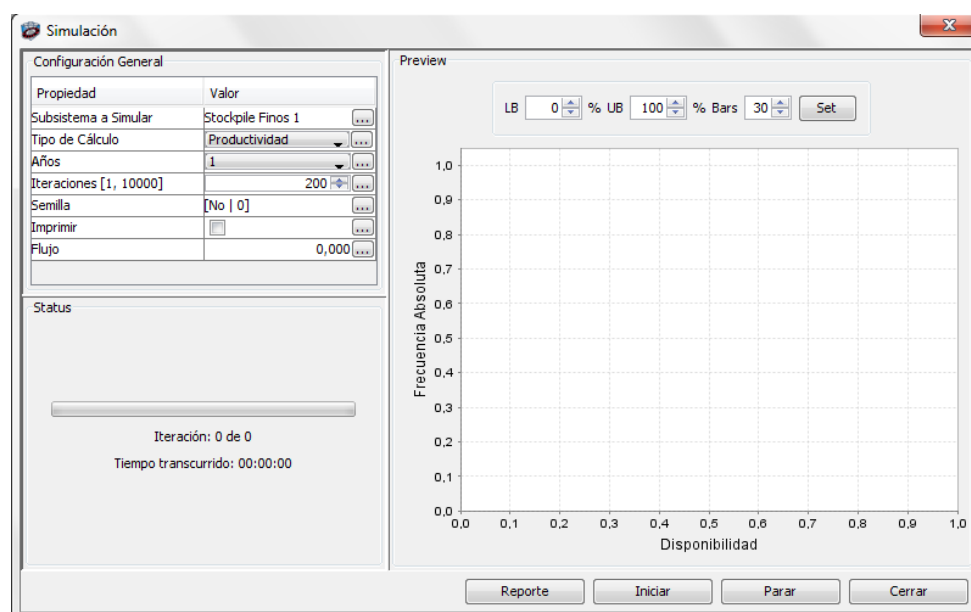 Simulación
Configuración General
Propiedad Valor
Subsistema a Simular Stockpile Finos 1 ...
Tipo de Cálculo Productividad ...
Años 1 ...
Iteraciones [1, 10000] 200 ...
Semilla [No | 0] ...
Imprimir ...
Flujo 0,000 ...
Status
Iteración: 0 de 0
Tiempo transcurrido: 00:00:00
Preview
LB 0 % UB 100 % Bars 30 Set
Frecuencia Absoluta
1,0
0,9
0,8
0,7
0,6
0,5
0,4
0,3
0,2
0,1
0,0
0,0 0,1 0,2 0,3 0,4 0,5 0,6 0,7 0,8 0,9 1,0
Disponibilidad
Reporte Iniciar Parar Cerrar